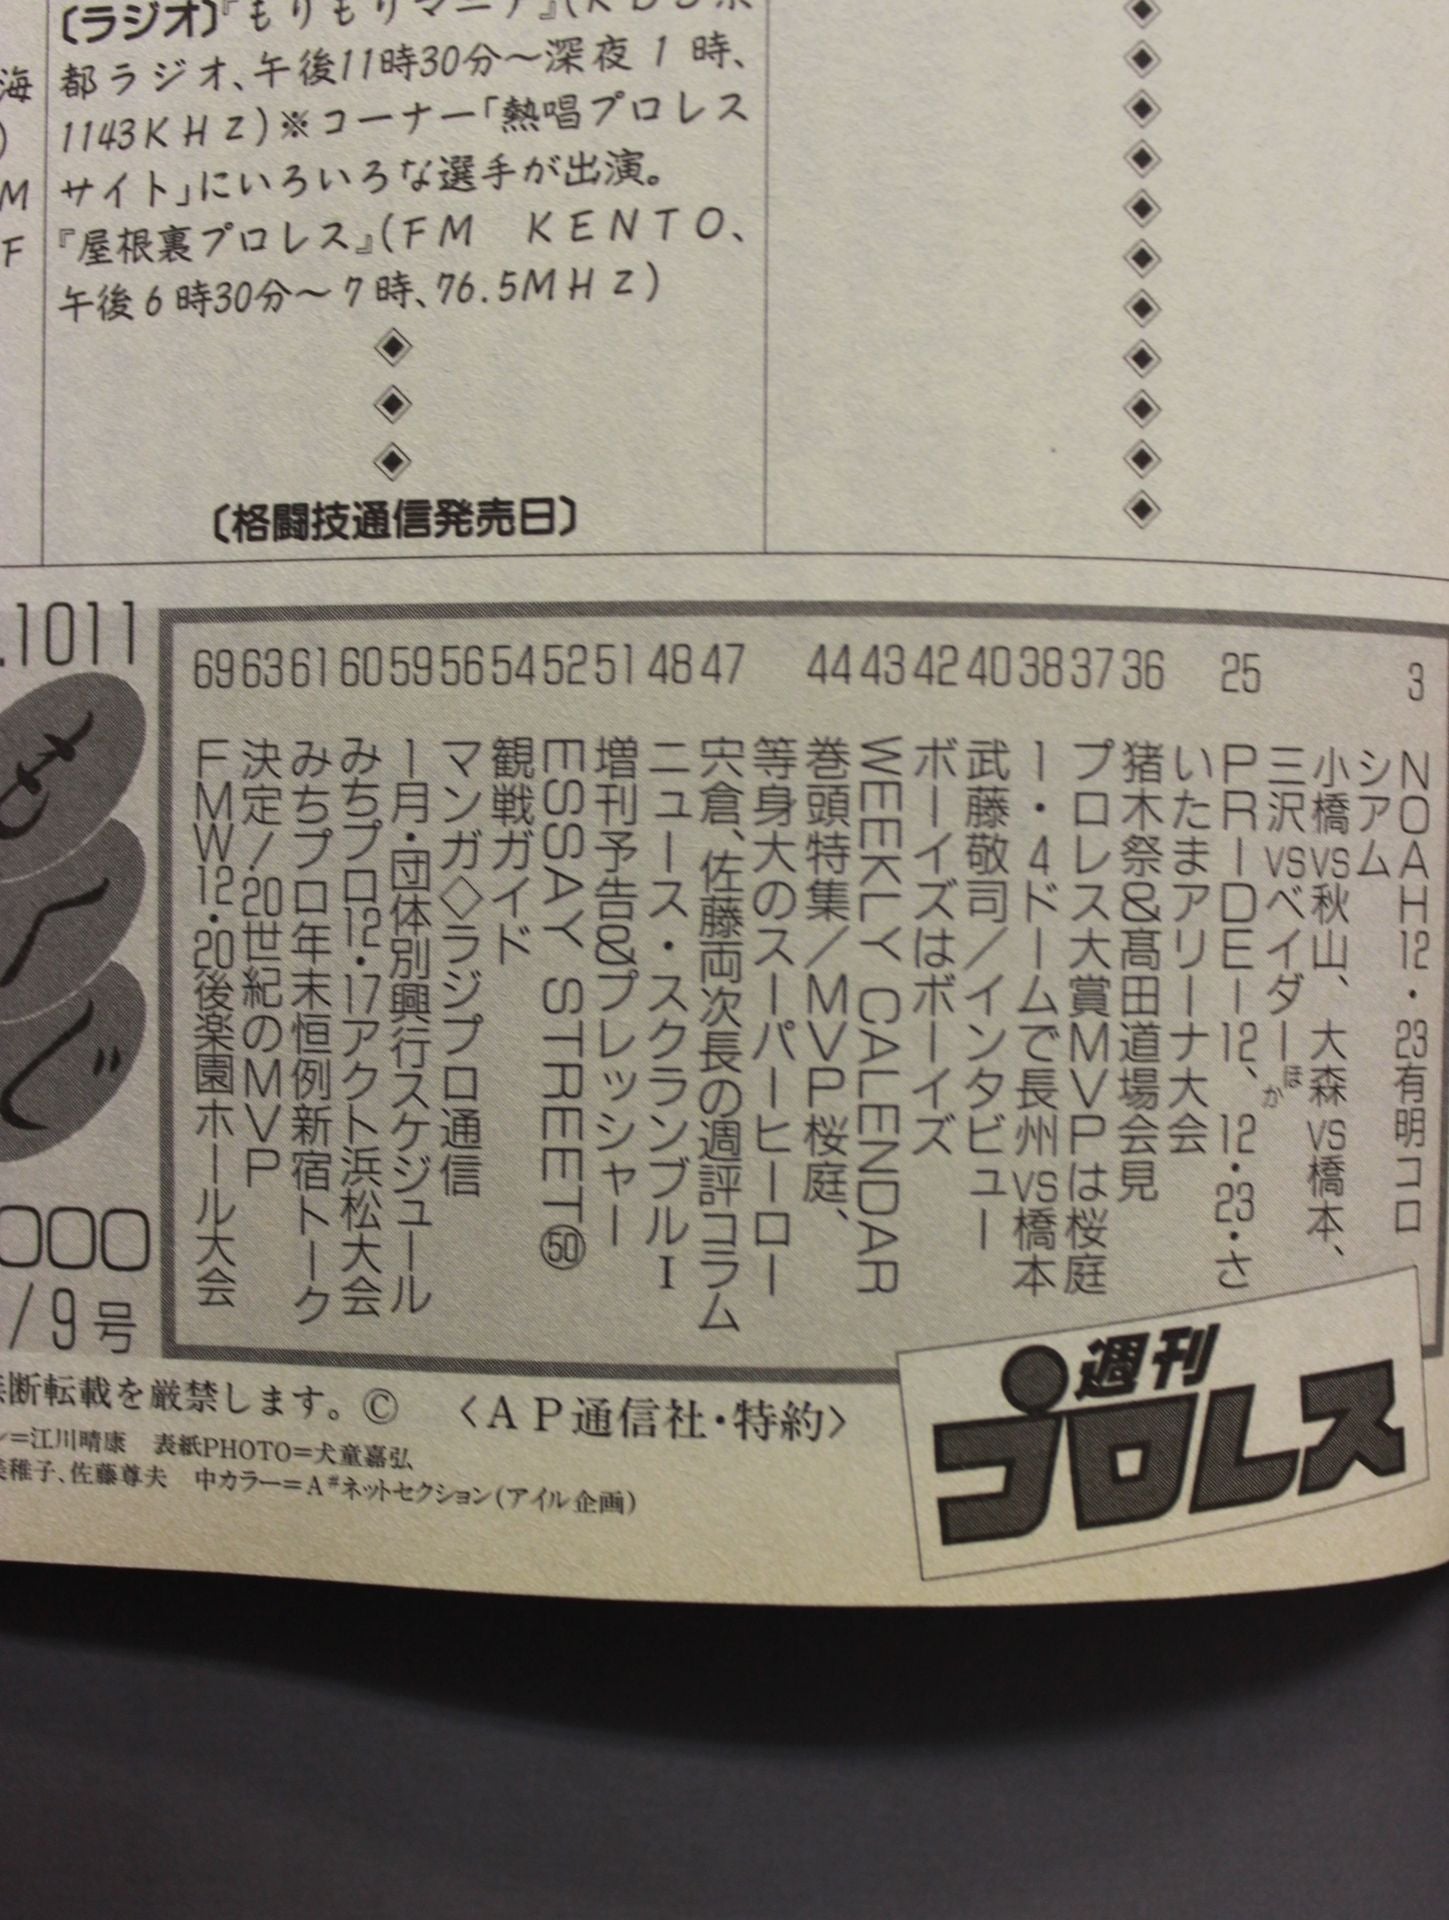 〔ラジオ〕『もりもりマニア』(KBS京
都ラジオ、午後11時30分～深夜1時、
1143KHz)※コーナー「熱唱プロレス
サイト」にいろいろな選手が出演。
『屋根裏プロレス』(FM KENTO、
午後6時30分～7時、76.5MHz)
海
)
M
F
〔格闘技通信発売日〕
.1011
もくじ
/9号
3 NOAH12・23有明コロ
シアム
小橋vs秋山、大森vs橋本、
三沢vsベイダーほか
25 PRIDE-12、12・23・さ
いたまアリーナ大会
36 猪木祭&髙田道場会見
37 プロレス大賞MVPは桜庭
38 1・4ドームで長州vs橋本
40 武藤敬司/インタビュー
42 ボーイズはボーイズ
43 WEEKLY CALENDAR
44 巻頭特集/MVP桜庭、
等身大のスーパーヒーロー
47 宍倉、佐藤両次長の週評コラム
48 ニュース・スクランブルⅠ
51 増刊予告&プレッシャー
52 ESSAY STREET㊿
54 観戦ガイド
56 マンガ◇ラジプロ通信
59 1月・団体別興行スケジュール
60 みちプロ12・17アクト浜松大会
61 みちプロ年末恒例新宿トーク
63 決定/20世紀のMVP
69 FMW12・20後楽園ホール大会
断転載を厳禁します。© 〈AP通信社・特約〉
ン=江川晴康 表紙PHOTO=犬童嘉弘
稚子、佐藤尊夫 中カラー=A#ネットセクション(アイル企画)
週刊
プロレス